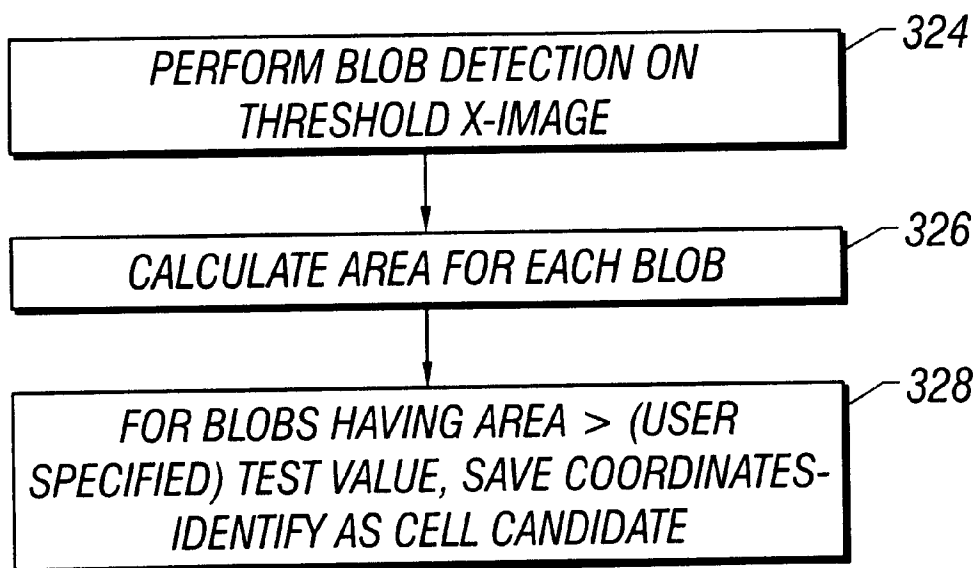 324
PERFORM BLOB DETECTION ON
THRESHOLD X-IMAGE
326
CALCULATE AREA FOR EACH BLOB
328
FOR BLOBS HAVING AREA > (USER
SPECIFIED) TEST VALUE, SAVE COORDINATES-
IDENTIFY AS CELL CANDIDATE